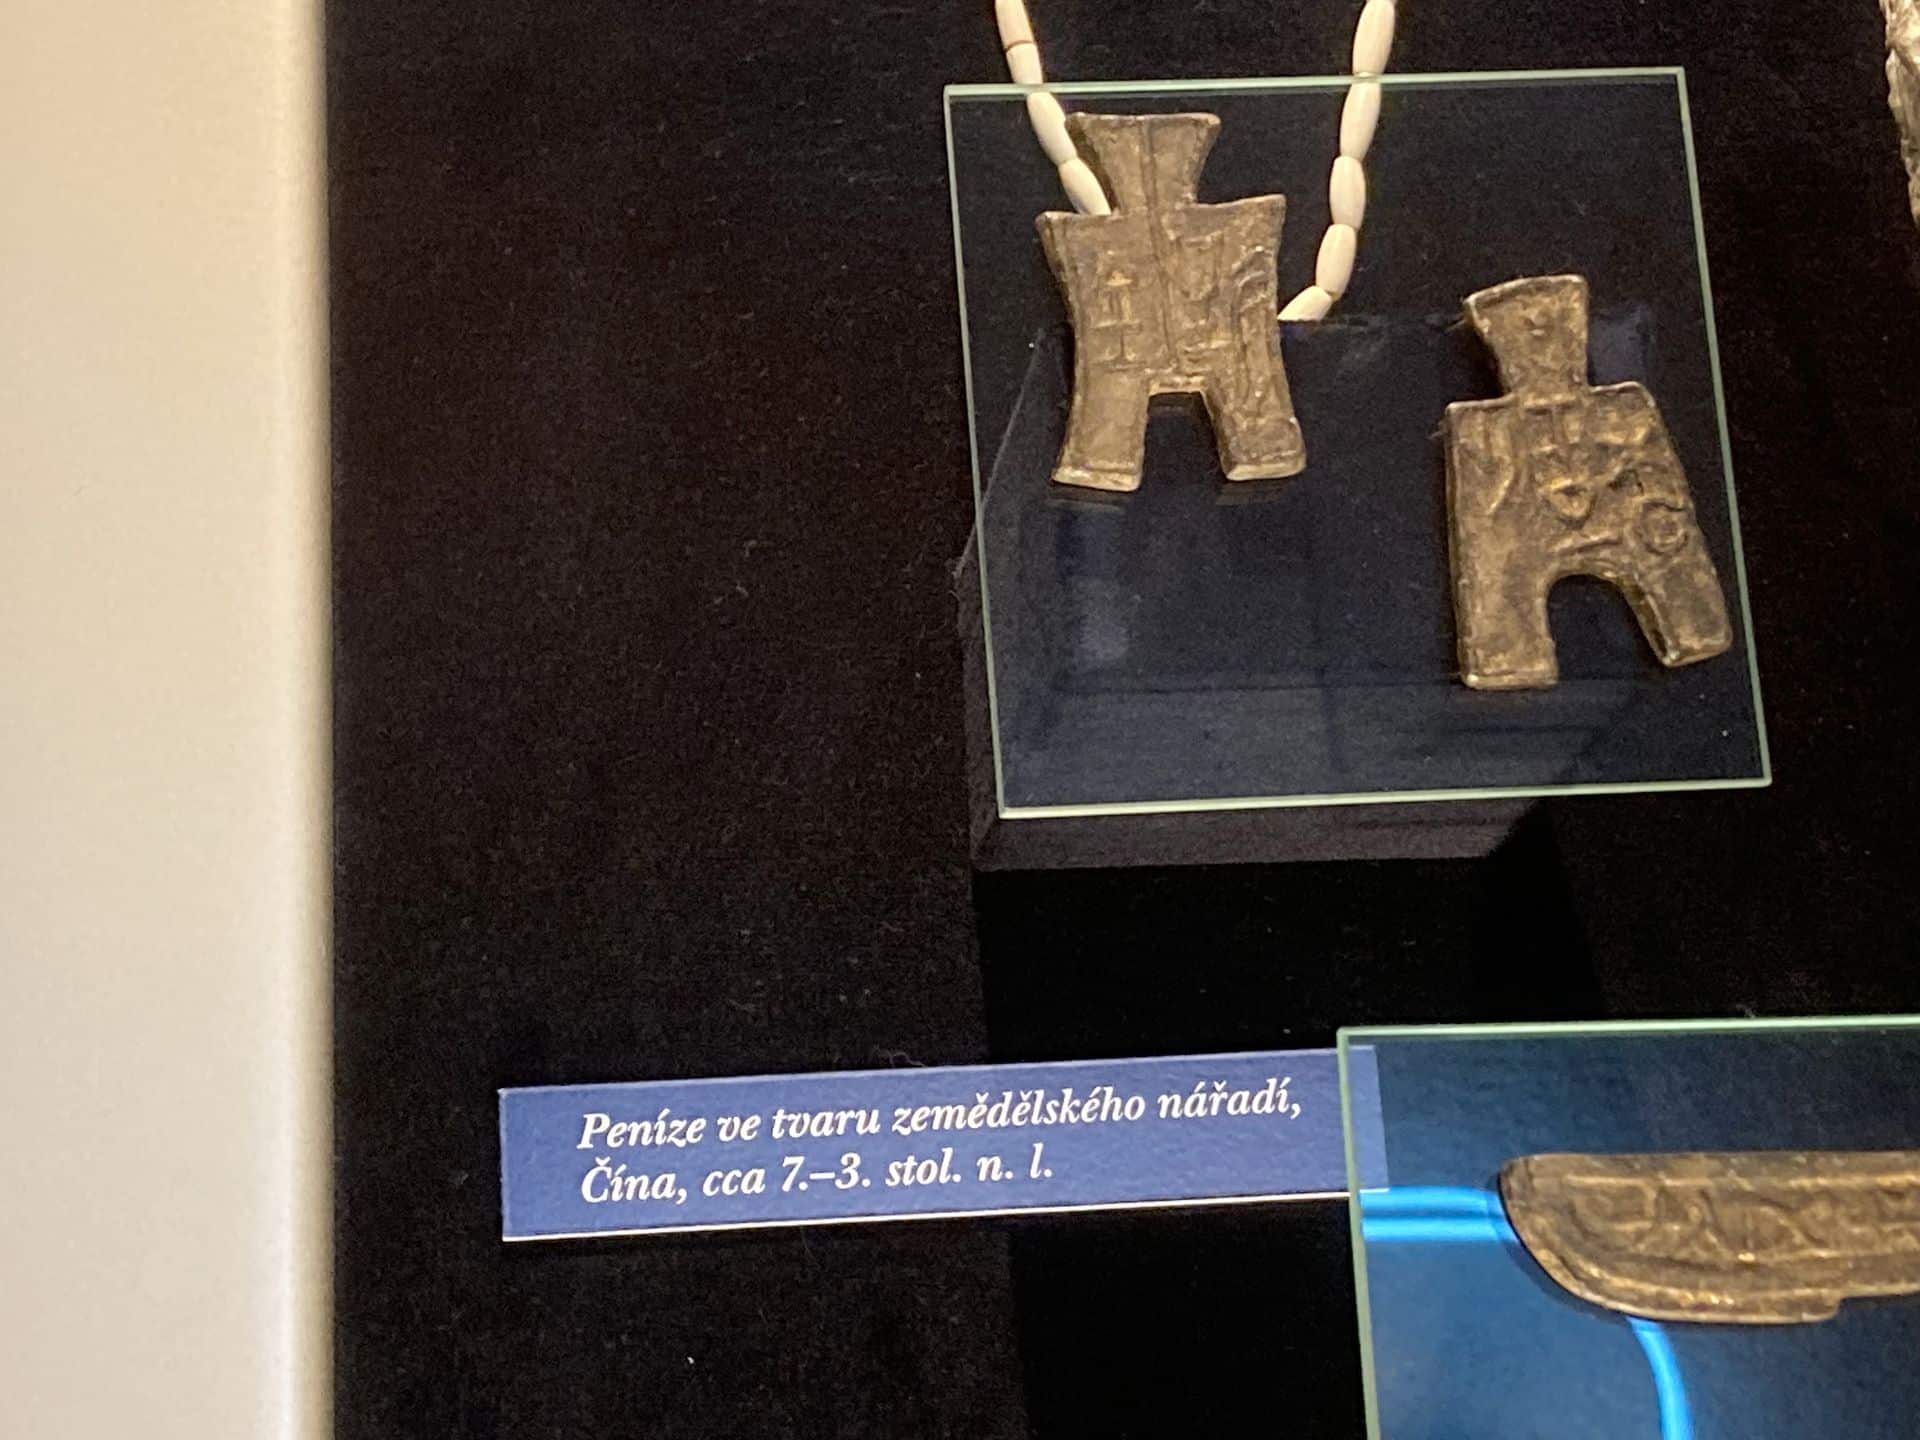 Peníze ve tvaru zemědělského nářadí,
Čína, cca 7.–3. stol. n. l.